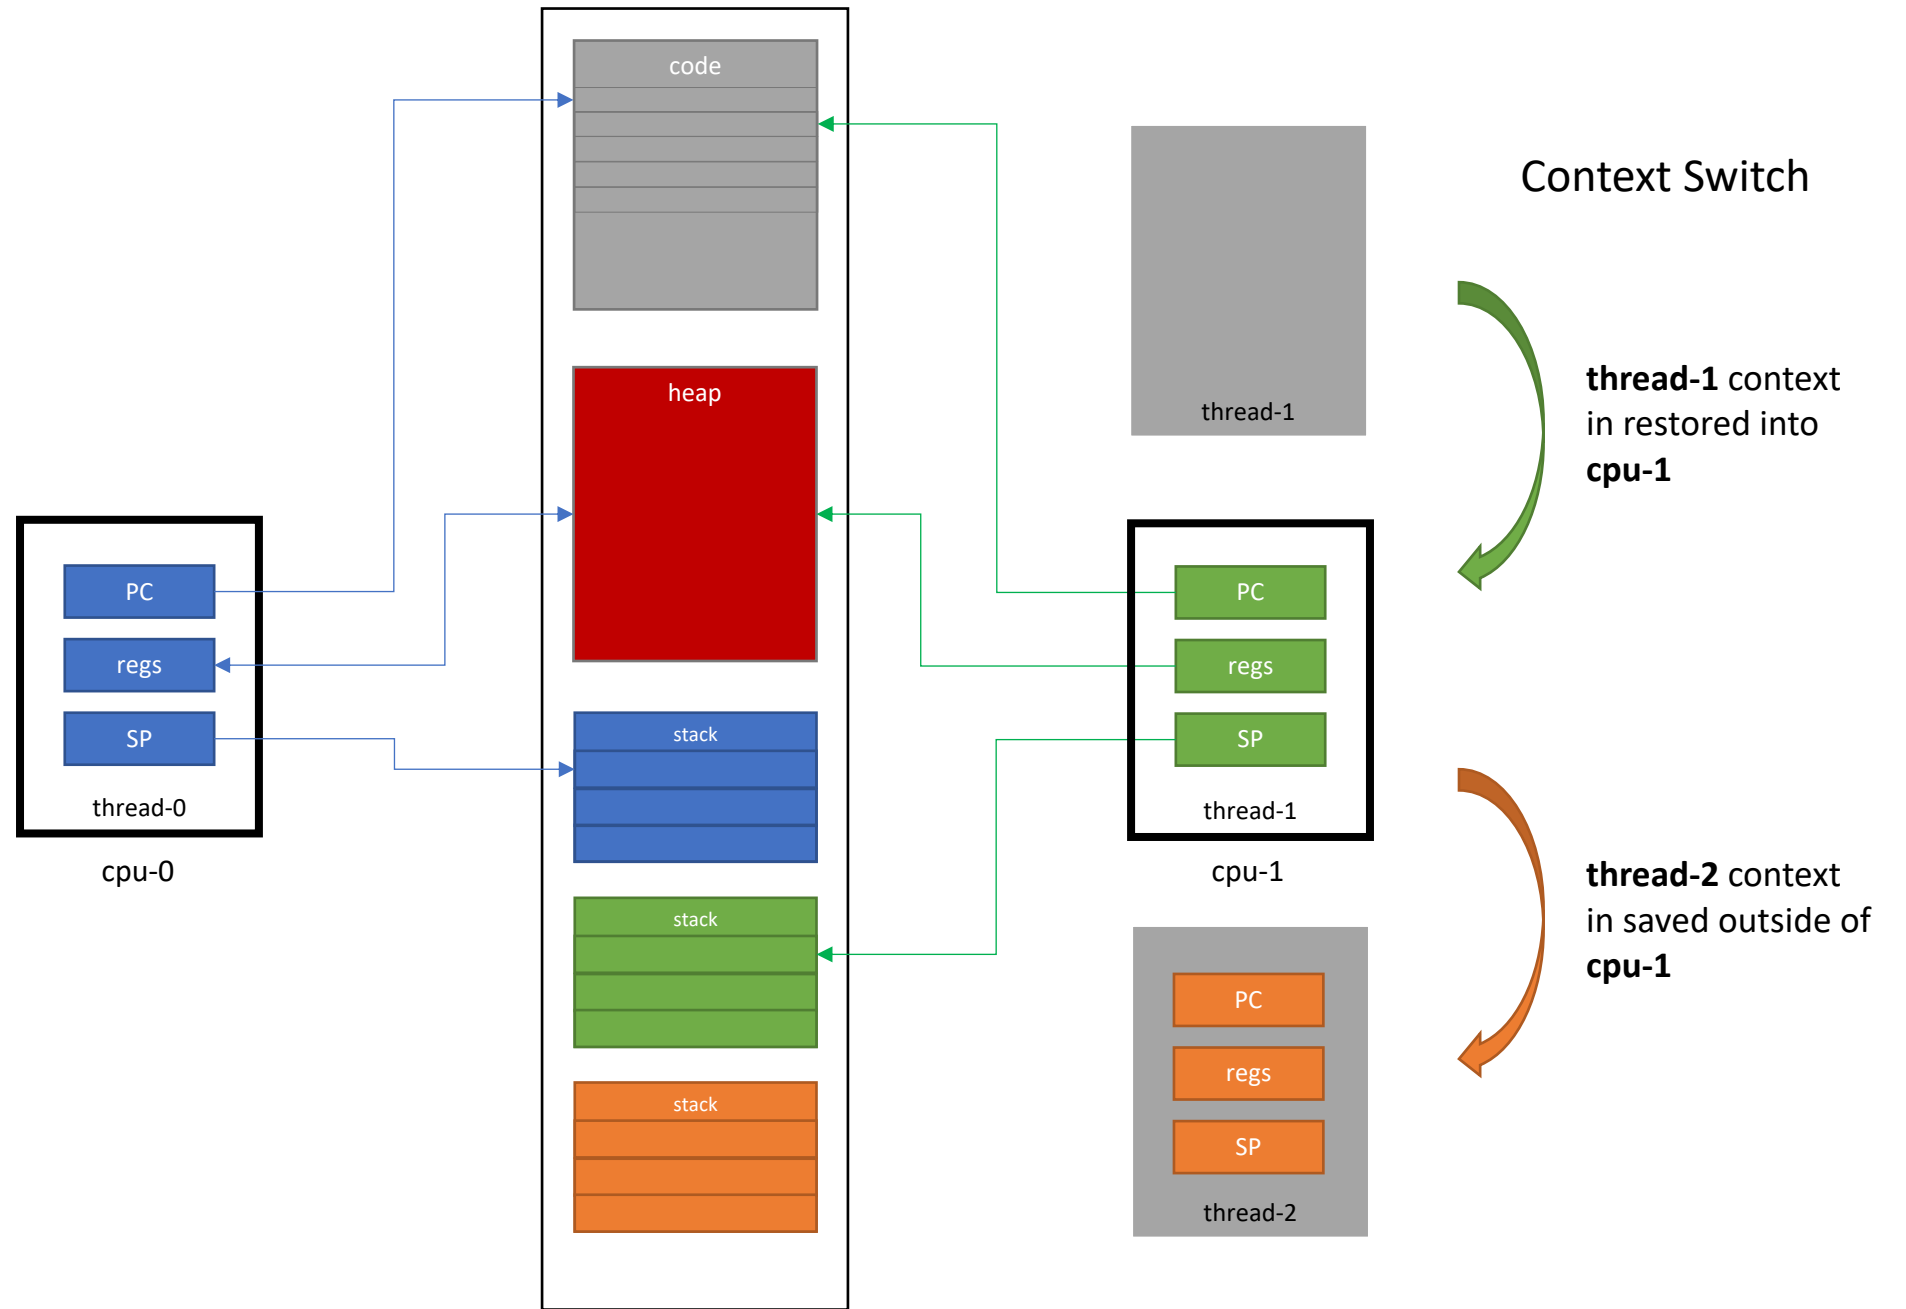 code
thread-1
Context Switch
heap
thread-1 context
in restored into
cpu-1
PC
regs
SP
thread-0
cpu-0
stack
stack
stack
PC
regs
SP
thread-1
cpu-1
thread-2 context
in saved outside of
cpu-1
PC
regs
SP
thread-2